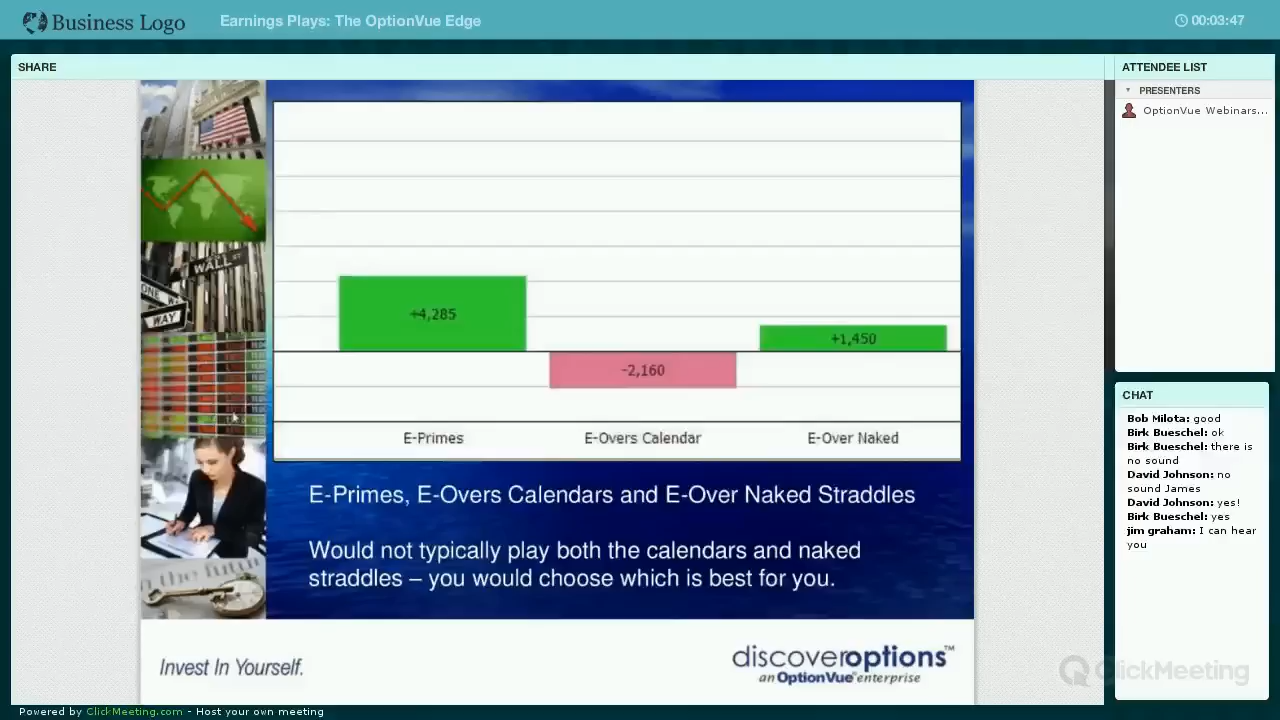 Business Logo
Earnings Plays: The OptionVue Edge
00:03:47
SHARE
WALL ST
ONE WAY
+4,285
-2,160
+1,450
E-Primes
E-Overs Calendar
E-Over Naked
E-Primes, E-Overs Calendars and E-Over Naked Straddles
Would not typically play both the calendars and naked
straddles – you would choose which is best for you.
Invest In Yourself.
discoveroptions™
an OptionVue® enterprise
ATTENDEE LIST
PRESENTERS
OptionVue Webinars...
CHAT
Bob Milota: good
Birk Bueschel: ok
Birk Bueschel: there is
no sound
David Johnson: no
sound James
David Johnson: yes!
Birk Bueschel: yes
jim graham: I can hear
you
ClickMeeting
Powered by ClickMeeting.com - Host your own meeting